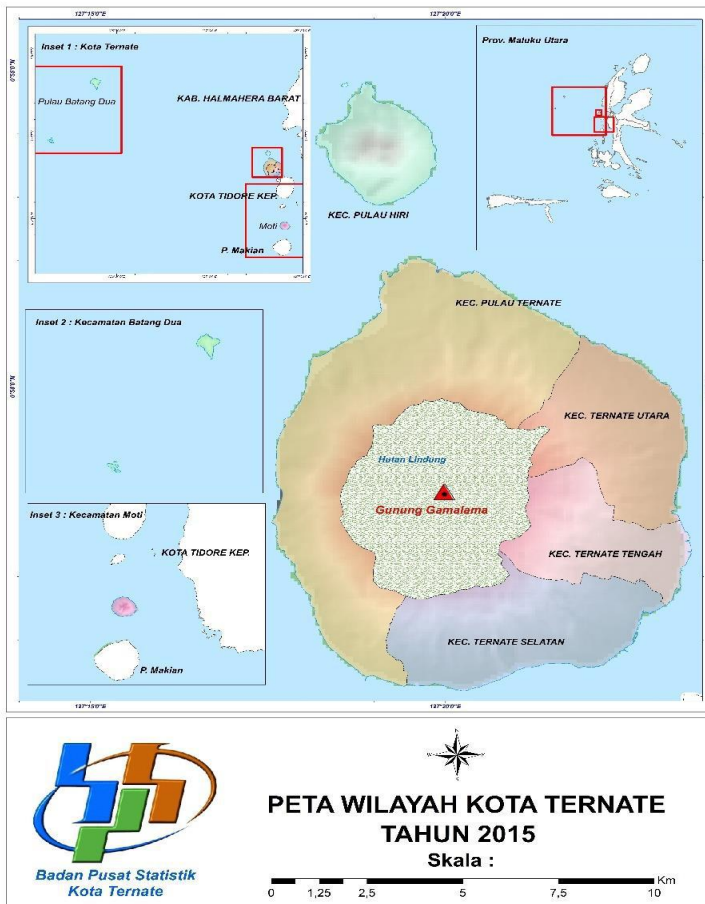 127°15'0"E
127°20'0"E
Inset 1 : Kota Ternate
Pulau Batang Dua
KAB. HALMAHERA BARAT
KOTA TIDORE KEP.
Moti
P. Makian
Prov. Maluku Utara
KEC. PULAU HIRI
KEC. PULAU TERNATE
Inset 2 : Kecamatan Batang Dua
KEC. TERNATE UTARA
Hutan Lindung
Gunung Gamalama
Inset 3 : Kecamatan Moti
KOTA TIDORE KEP.
KEC. TERNATE TENGAH
KEC. TERNATE SELATAN
P. Makian
127°15'0"E
127°20'0"E
PETA WILAYAH KOTA TERNATE
TAHUN 2015
Skala :
Km
0 1,25 2,5 5 7,5 10
Badan Pusat Statistik
Kota Ternate